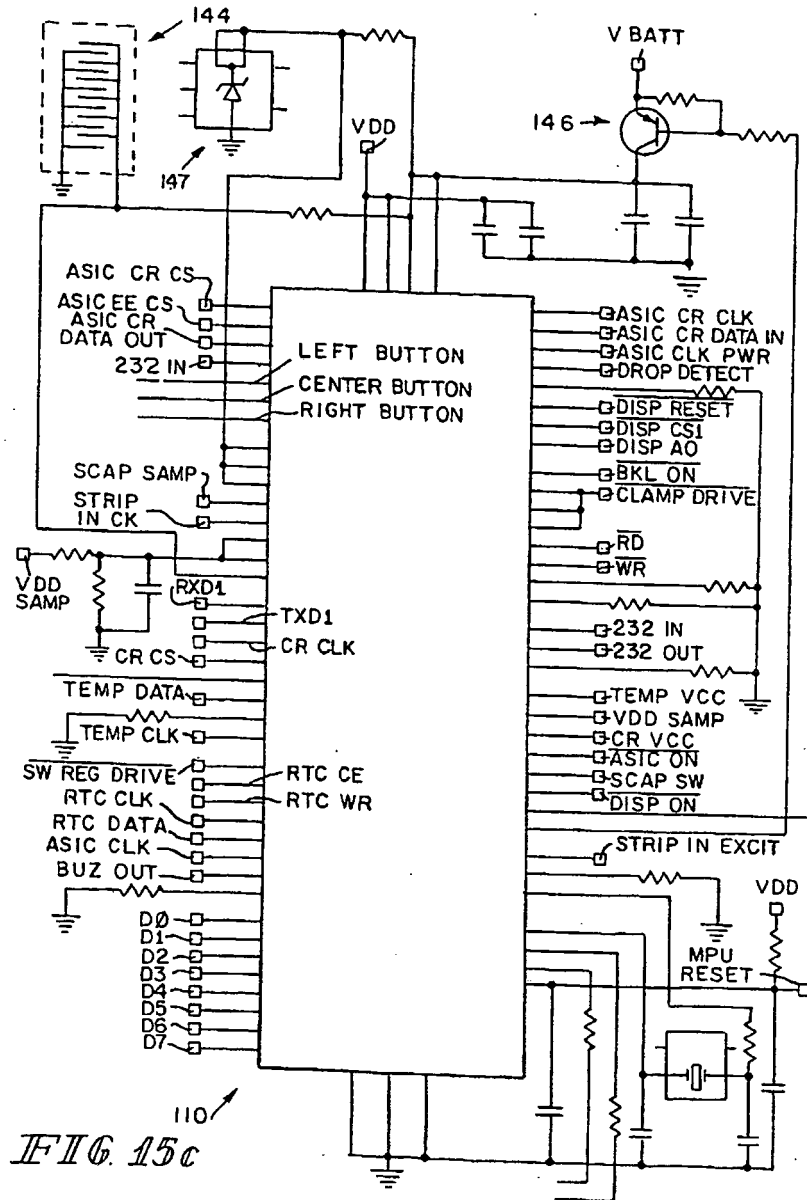 144
V BATT
146
VDD
147
ASIC CR CS
ASIC EE CS
ASIC CR
DATA OUT
232 IN
LEFT BUTTON
CENTER BUTTON
RIGHT BUTTON
SCAP SAMP
STRIP
IN CK
VDD
SAMP
RXD1
TXD1
CR CLK
CR CS
TEMP DATA
TEMP CLK
SW REG DRIVE
RTC CE
RTC WR
RTC CLK
RTC DATA
ASIC CLK
BUZ OUT
D0
D1
D2
D3
D4
D5
D6
D7
ASIC CR CLK
ASIC CR DATA IN
ASIC CLK PWR
DROP DETECT
DISP RESET
DISP CS1
DISP AO
BKL ON
CLAMP DRIVE
RD
WR
232 IN
232 OUT
TEMP VCC
VDD SAMP
CR VCC
ASIC ON
SCAP SW
DISP ON
STRIP IN EXCIT
VDD
MPU
RESET
110
FIG. 15c